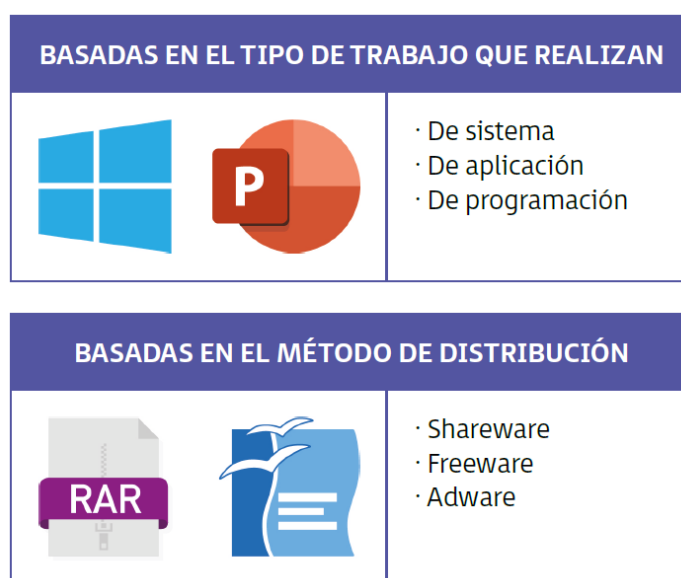 BASADAS EN EL TIPO DE TRABAJO QUE REALIZAN
P
· De sistema
· De aplicación
· De programación
BASADAS EN EL MÉTODO DE DISTRIBUCIÓN
RAR
· Shareware
· Freeware
· Adware